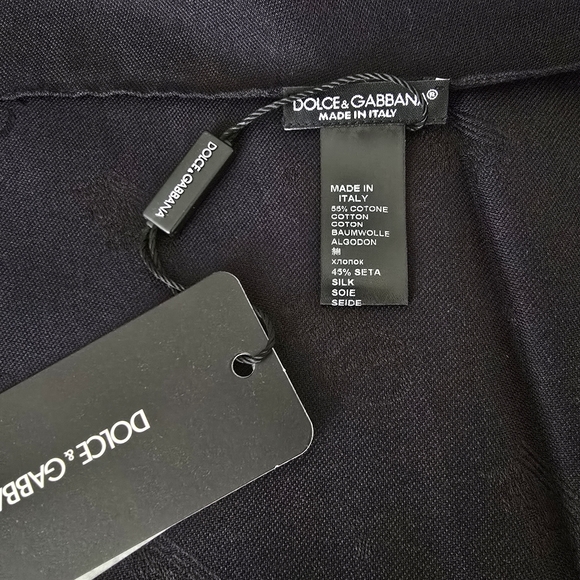 DOLCE & GABBANA®
MADE IN ITALY
DOLCE & GABBANA
MADE IN
ITALY
55% COTONE
COTTON
COTON
BAUMWOLLE
ALGODON
хлопок
45% SETA
SILK
SOIE
SEIDE
DOLCE & GABBA